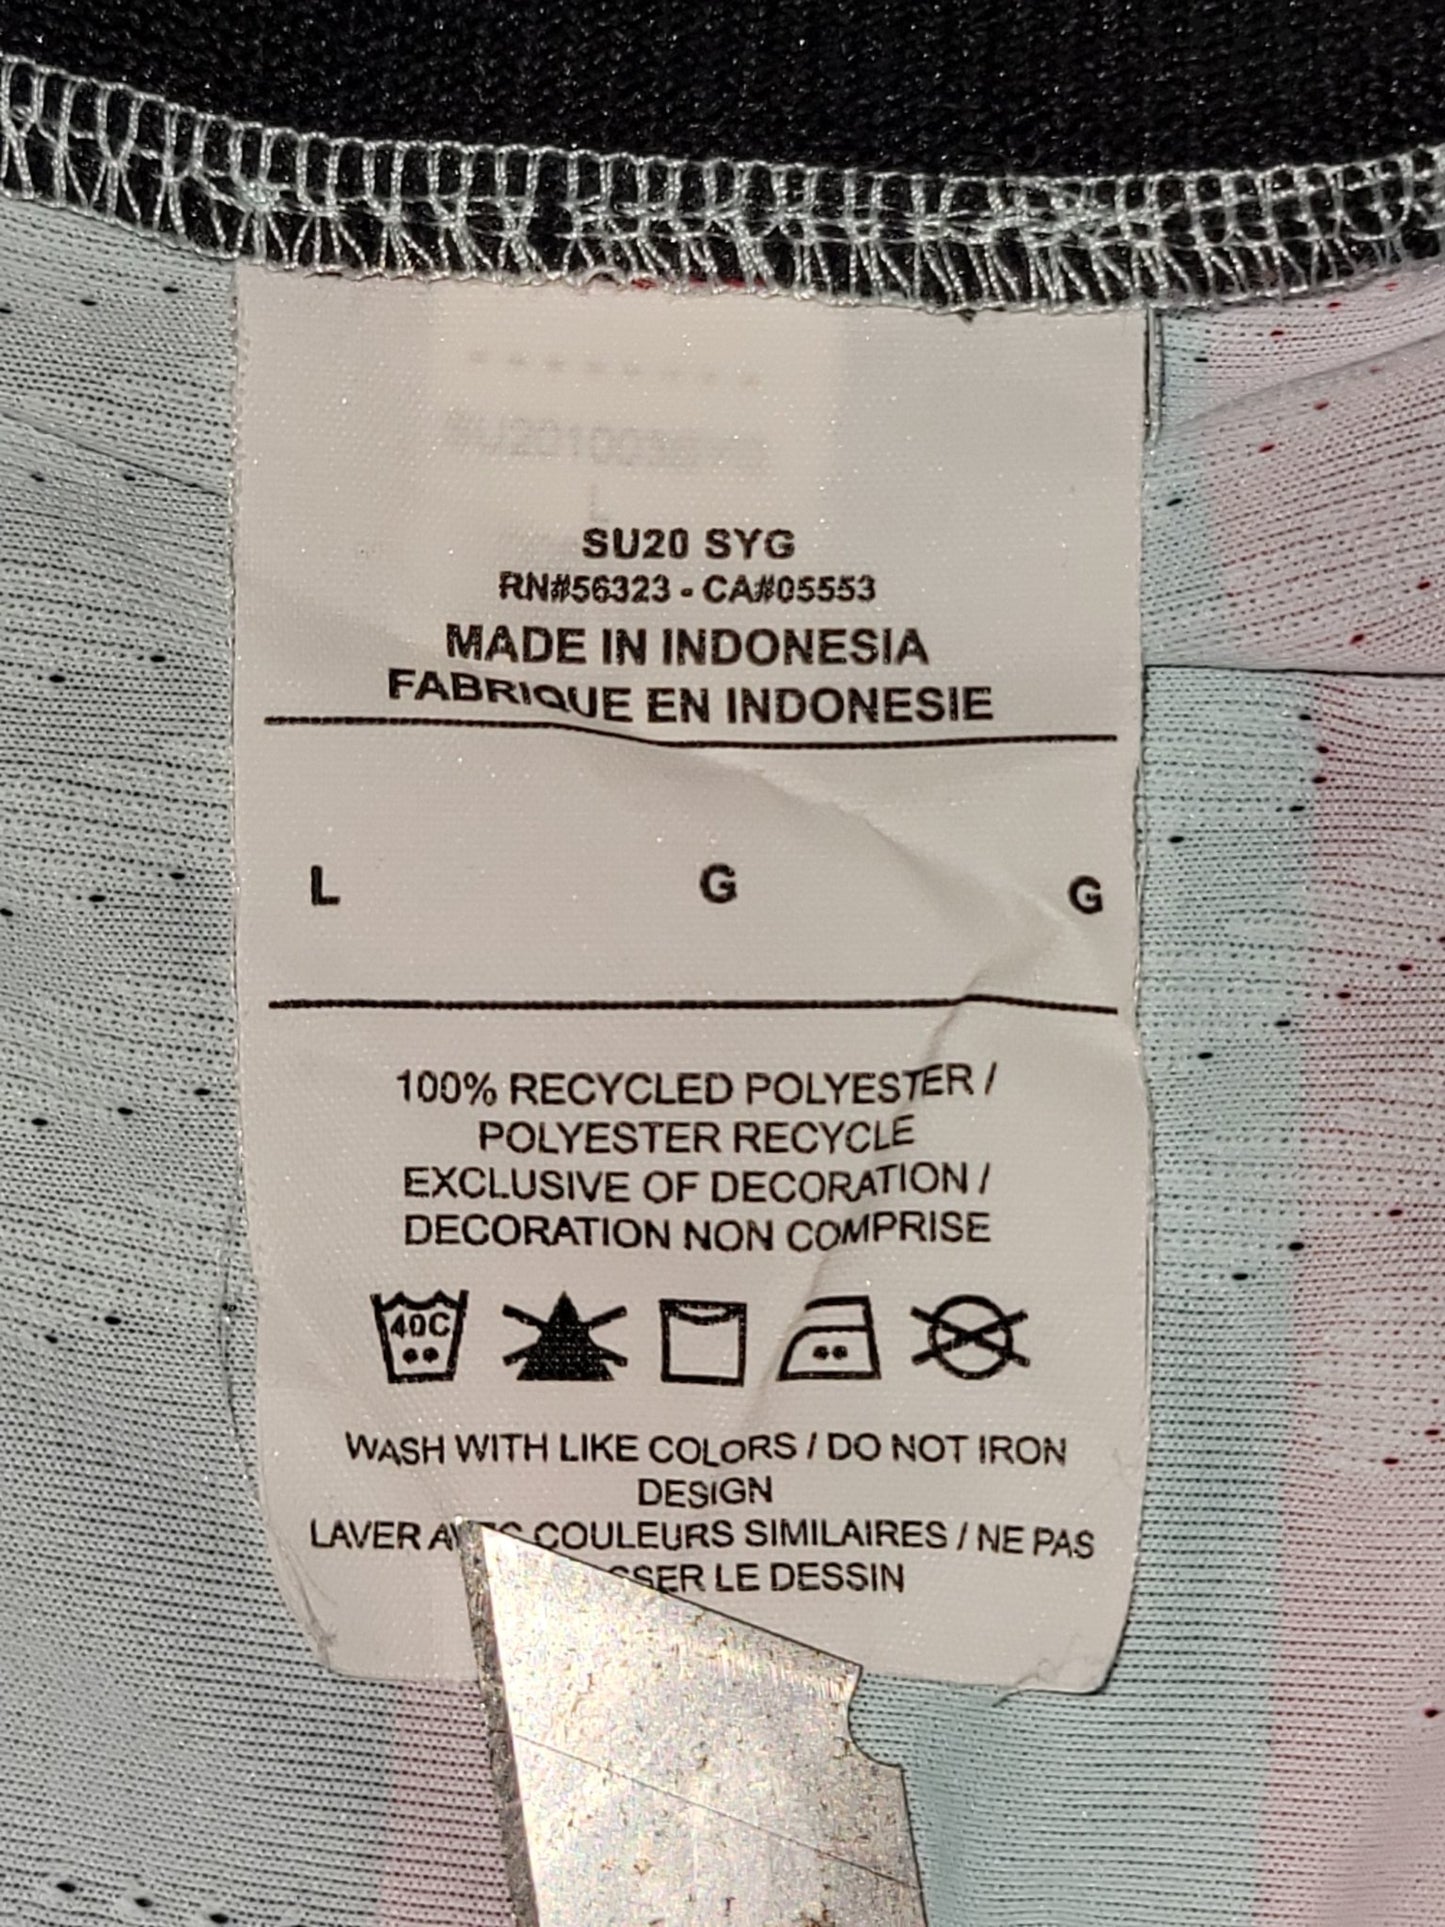 SU20 SYG
RN#56323 - CA#05553
MADE IN INDONESIA
FABRIQUE EN INDONESIE
L G G
100% RECYCLED POLYESTER /
POLYESTER RECYCLE
EXCLUSIVE OF DECORATION /
DECORATION NON COMPRISE
40C
WASH WITH LIKE COLORS / DO NOT IRON
DESIGN
LAVER COULEURS SIMILAIRES / NE PAS
LE DESSIN